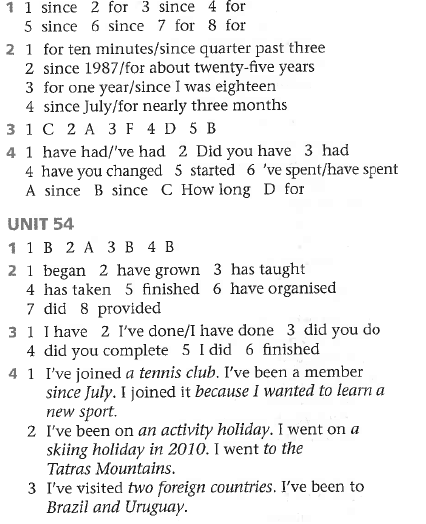 1 1 since 2 for 3 since 4 for
5 since 6 since 7 for 8 for
2 1 for ten minutes/since quarter past three
2 since 1987/for about twenty-five years
3 for one year/since I was eighteen
4 since July/for nearly three months
3 1 C 2 A 3 F 4 D 5 B
4 1 have had/'ve had 2 Did you have 3 had
4 have you changed 5 started 6 've spent/have spent
A since B since C How long D for
UNIT 54
1 1 B 2 A 3 B 4 B
2 1 began 2 have grown 3 has taught
4 has taken 5 finished 6 have organised
7 did 8 provided
3 1 I have 2 I've done/I have done 3 did you do
4 did you complete 5 I did 6 finished
4 1 I've joined a tennis club. I've been a member
since July. I joined it because I wanted to learn a
new sport.
2 I've been on an activity holiday. I went on a
skiing holiday in 2010. I went to the
Tatras Mountains.
3 I've visited two foreign countries. I've been to
Brazil and Uruguay.